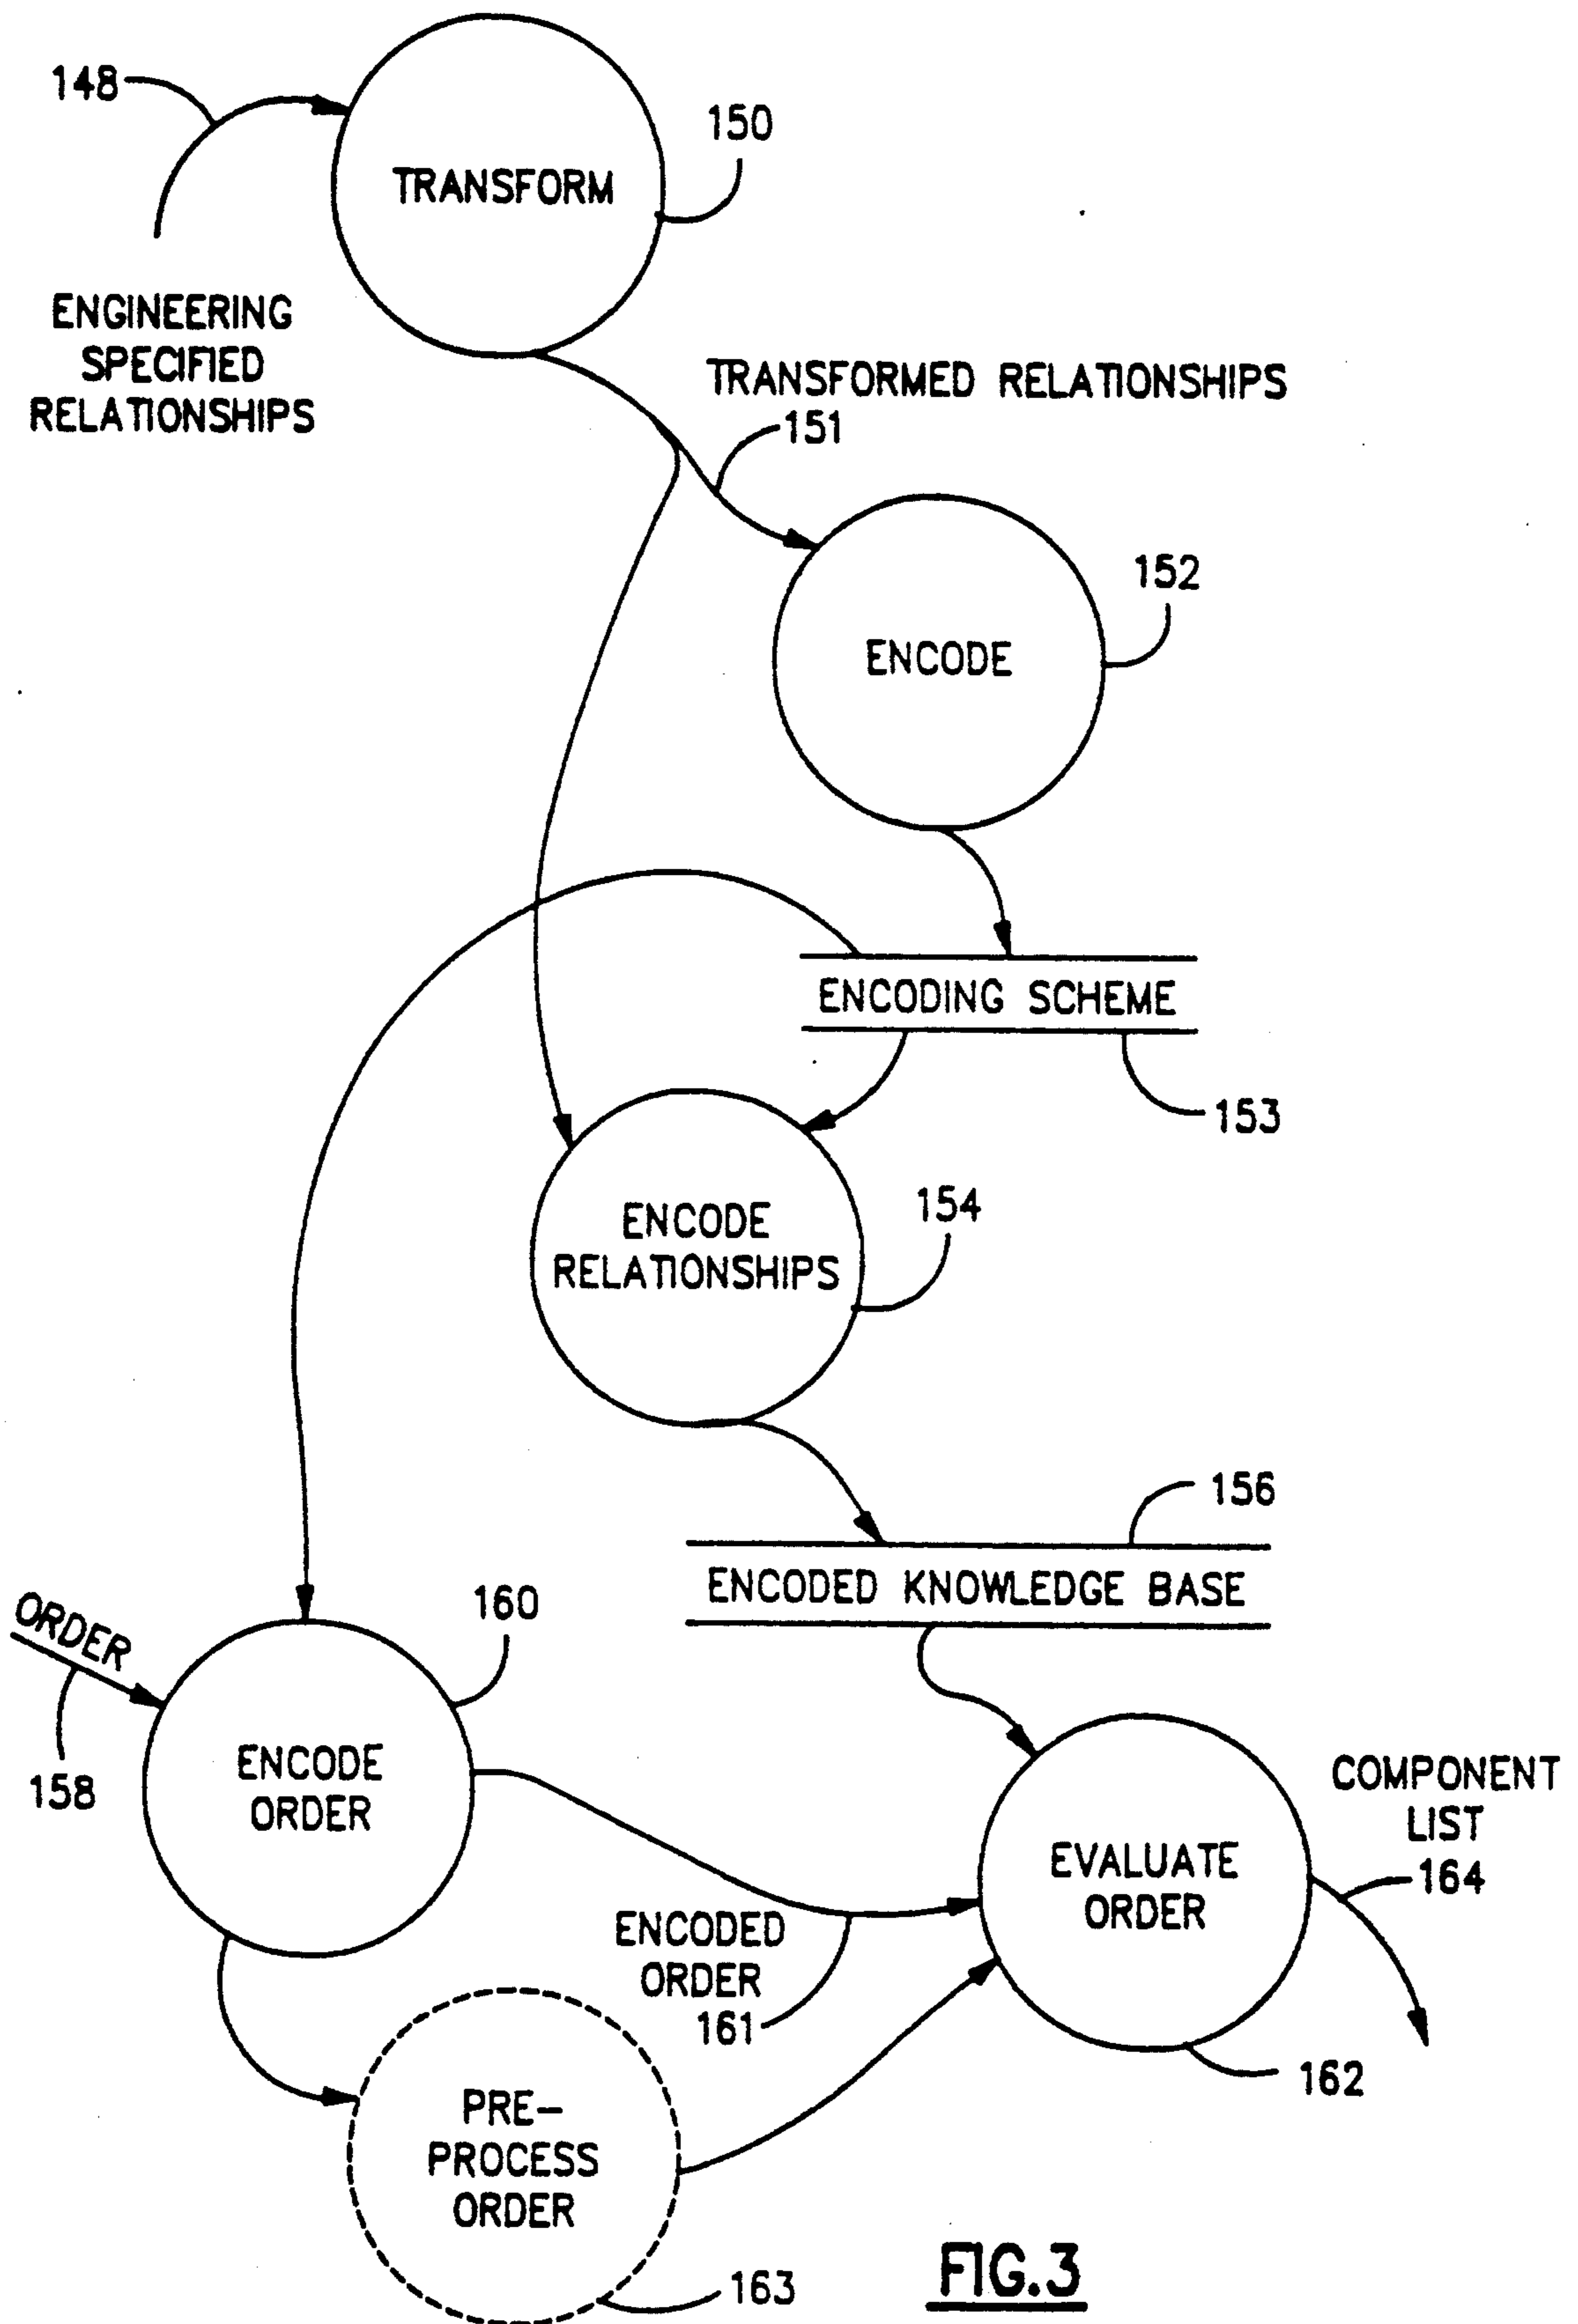 148
150
TRANSFORM
ENGINEERING
SPECIFIED
RELATIONSHIPS
TRANSFORMED RELATIONSHIPS
151
152
ENCODE
ENCODING SCHEME
153
154
ENCODE
RELATIONSHIPS
156
ENCODED KNOWLEDGE BASE
ORDER
158
160
ENCODE
ORDER
COMPONENT
LIST
164
EVALUATE
ORDER
ENCODED
ORDER
161
162
PRE-
PROCESS
ORDER
163
FIG.3